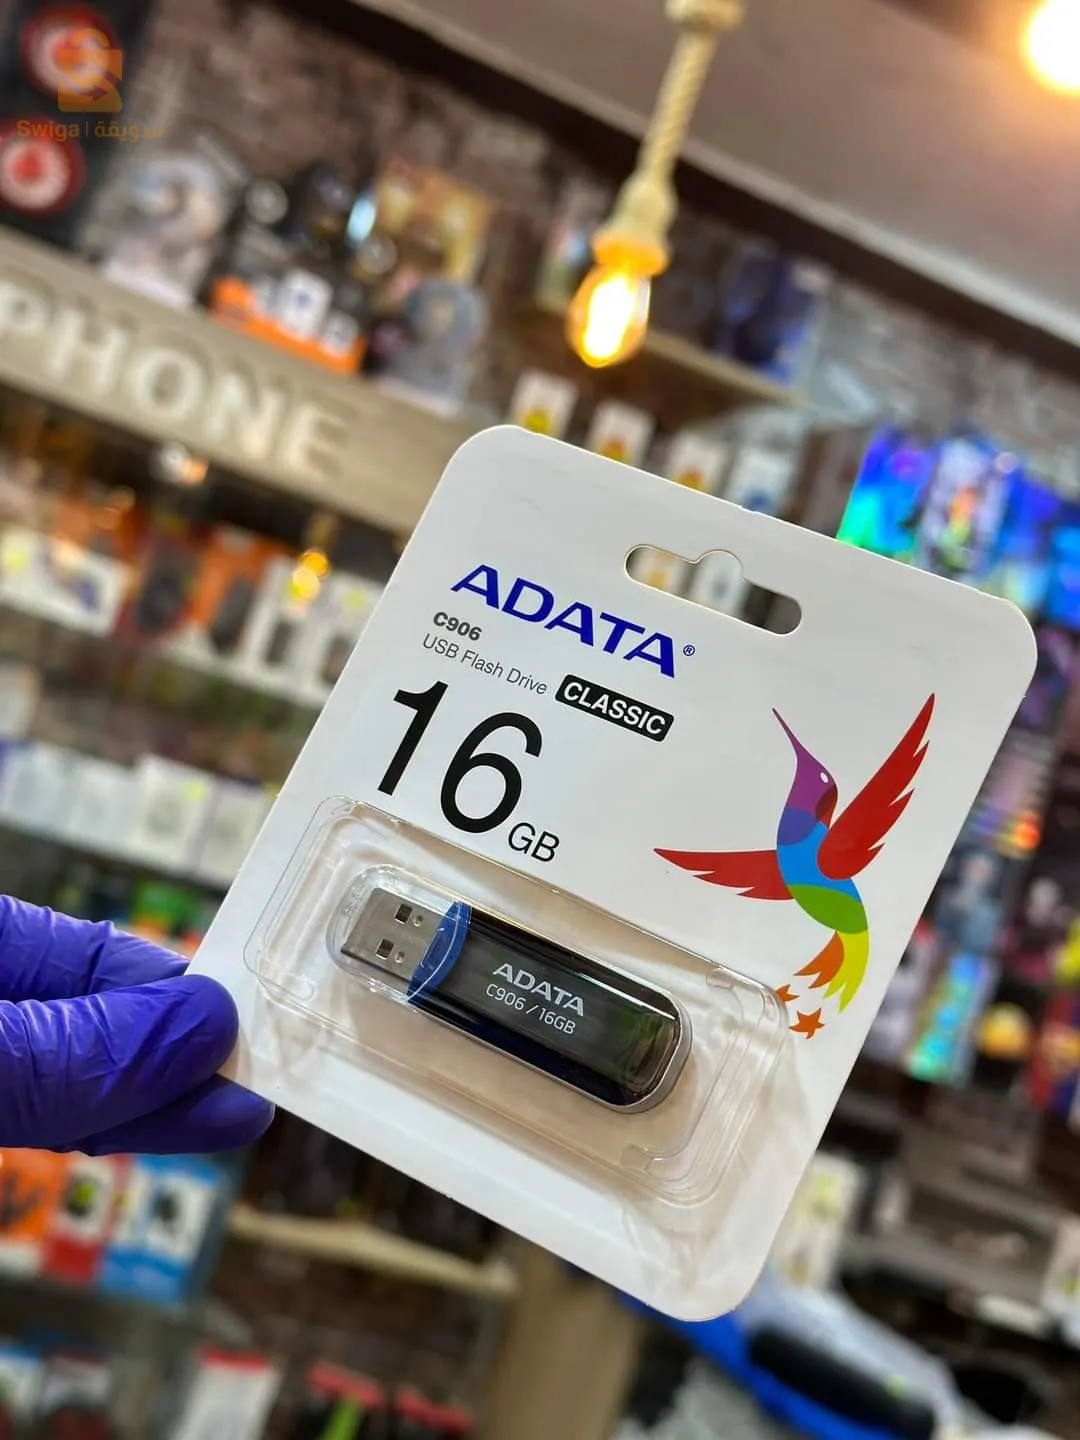 Swiga | سويقة
PHONE
ADATA®
C906
USB Flash Drive CLASSIC
16 GB
ADATA
C906 / 16GB